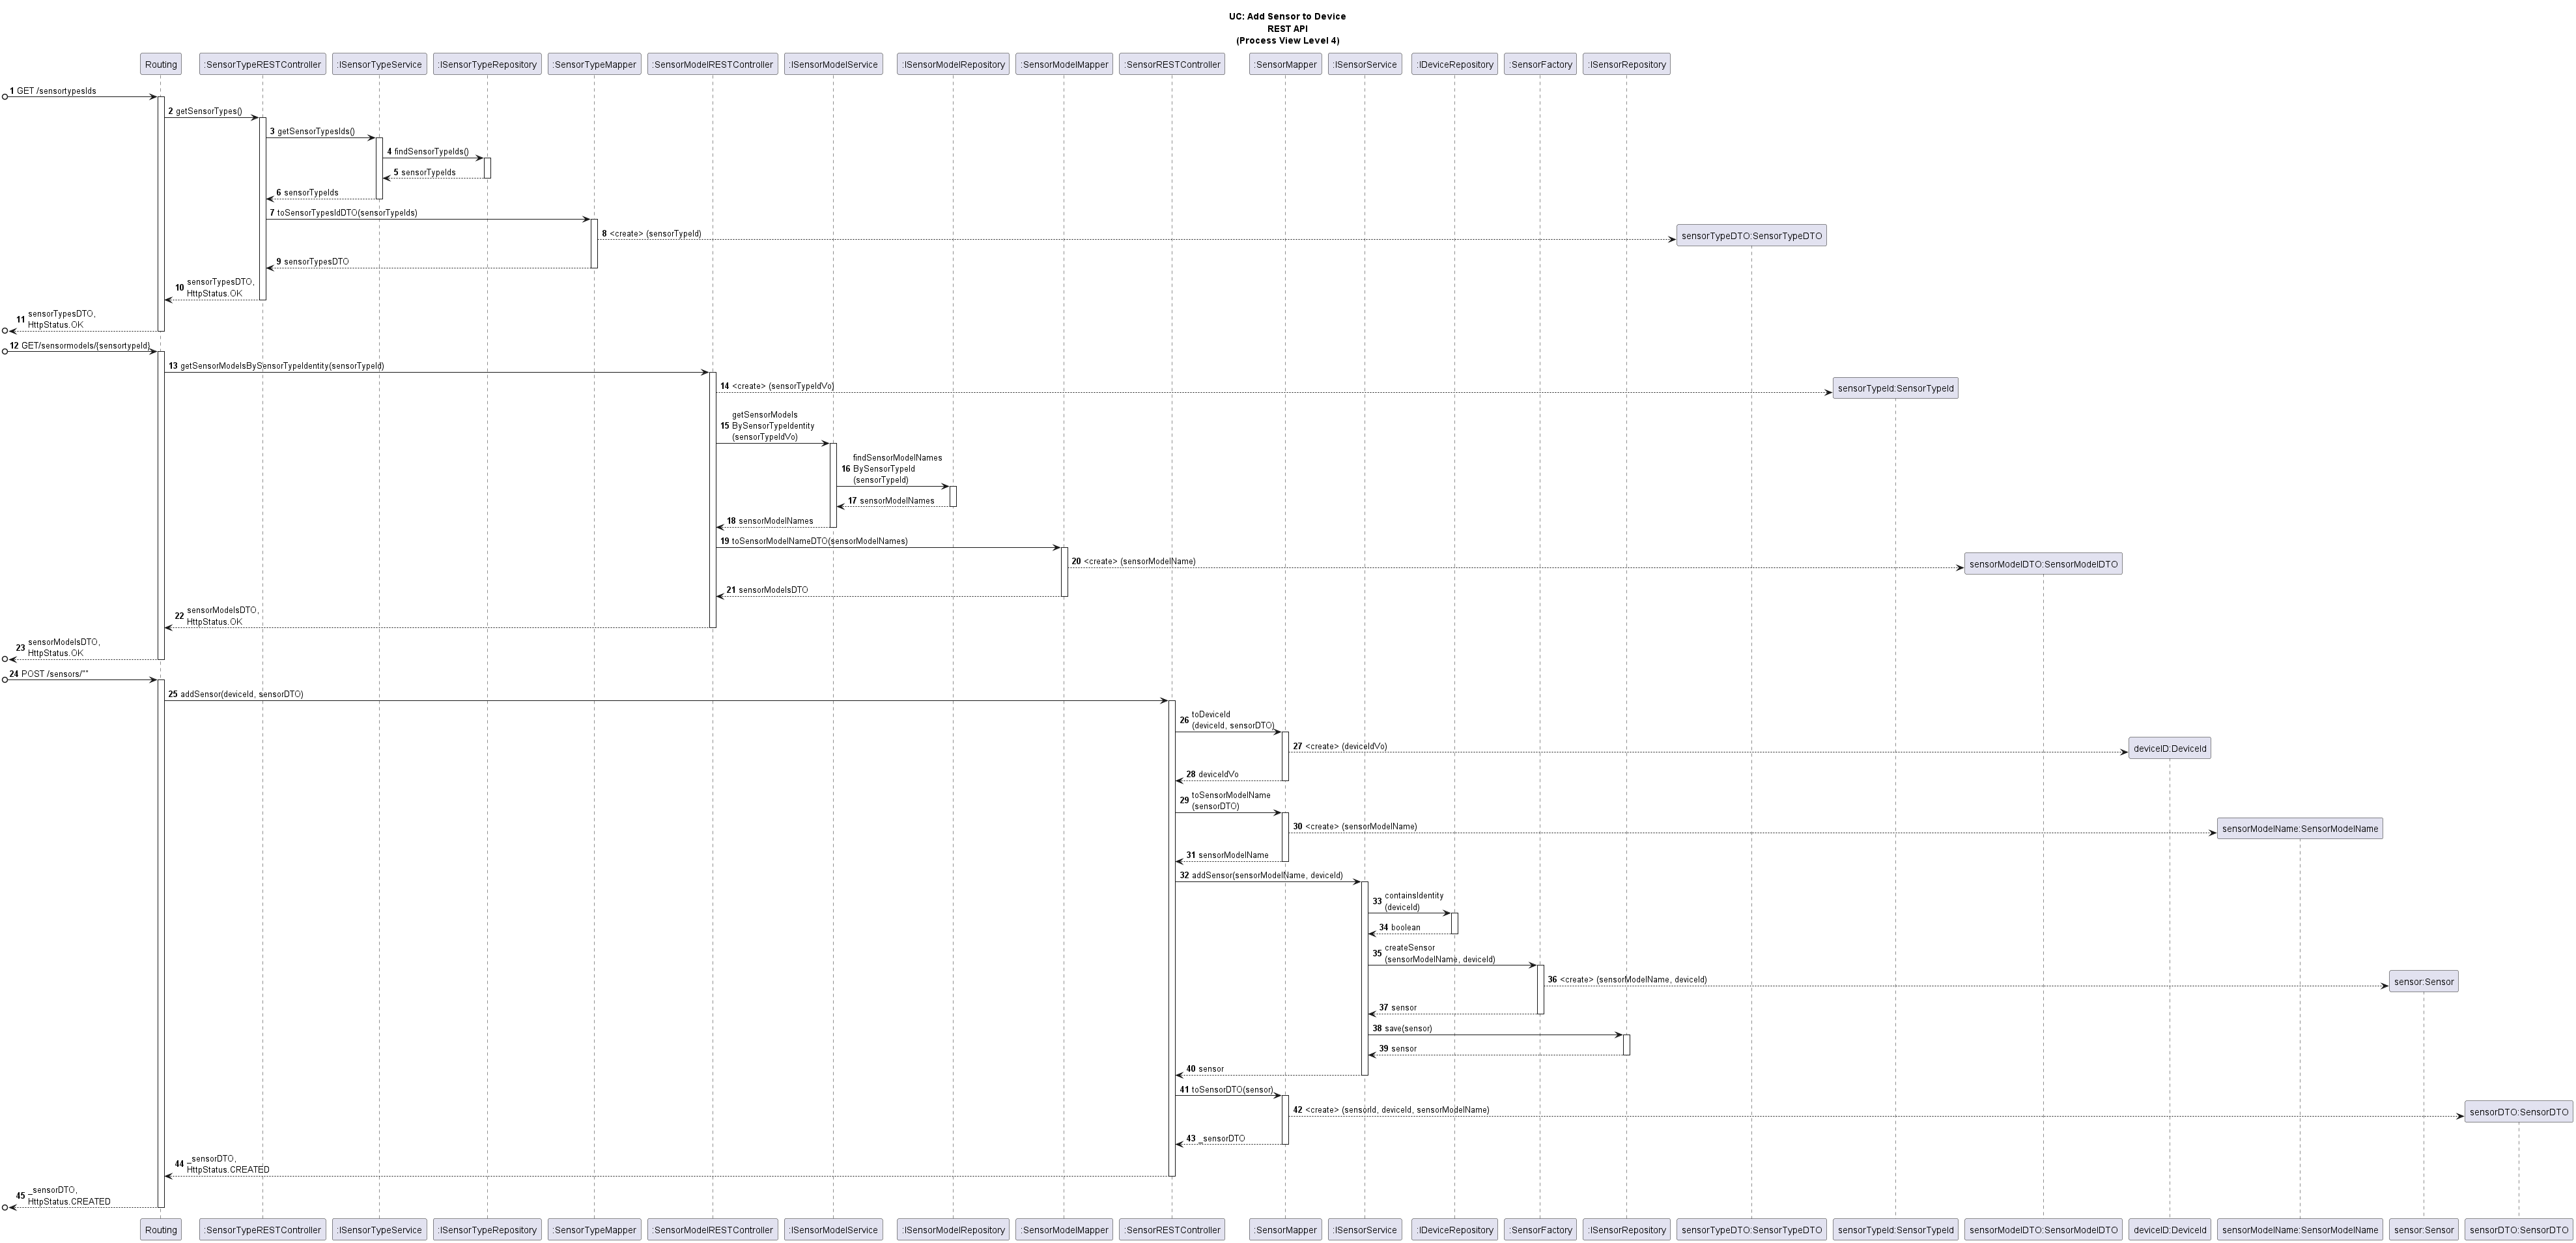 UC: Add Sensor to Device
REST API
(Process View Level 4)
Routing
:SensorTypeRESTController
:ISensorTypeService
:ISensorTypeRepository
:SensorTypeMapper
:SensorModelRESTController
:ISensorModelService
:ISensorModelRepository
:SensorModelMapper
:SensorRESTController
:SensorMapper
:ISensorService
:IDeviceRepository
:SensorFactory
:ISensorRepository
1 GET /sensortypesIds
2 getSensorTypes()
3 getSensorTypesIds()
4 findSensorTypeIds()
5 sensorTypeIds
6 sensorTypeIds
7 toSensorTypesIdDTO(sensorTypeIds)
8 <create> (sensorTypeId)
sensorTypeDTO:SensorTypeDTO
9 sensorTypesDTO
10 sensorTypesDTO,
HttpStatus.OK
11 sensorTypesDTO,
HttpStatus.OK
12 GET/sensormodels/{sensortypeId}
13 getSensorModelsBySensorTypeIdentity(sensorTypeId)
14 <create> (sensorTypeIdVo)
sensorTypeId:SensorTypeId
15 getSensorModels
BySensorTypeIdentity
(sensorTypeIdVo)
16 findSensorModelNames
BySensorTypeId
(sensorTypeId)
17 sensorModelNames
18 sensorModelNames
19 toSensorModelNameDTO(sensorModelNames)
20 <create> (sensorModelName)
sensorModelDTO:SensorModelDTO
21 sensorModelsDTO
22 sensorModelsDTO,
HttpStatus.OK
23 sensorModelsDTO,
HttpStatus.OK
24 POST /sensors/""
25 addSensor(deviceId, sensorDTO)
26 toDeviceId
(deviceId, sensorDTO)
27 <create> (deviceIdVo)
deviceID:DeviceId
28 deviceIdVo
29 toSensorModelName
(sensorDTO)
30 <create> (sensorModelName)
sensorModelName:SensorModelName
31 sensorModelName
32 addSensor(sensorModelName, deviceId)
33 containsIdentity
(deviceId)
34 boolean
35 createSensor
(sensorModelName, deviceId)
36 <create> (sensorModelName, deviceId)
sensor:Sensor
37 sensor
38 save(sensor)
39 sensor
40 sensor
41 toSensorDTO(sensor)
42 <create> (sensorId, deviceId, sensorModelName)
sensorDTO:SensorDTO
43 _sensorDTO
44 _sensorDTO,
HttpStatus.CREATED
45 _sensorDTO,
HttpStatus.CREATED
Routing
:SensorTypeRESTController
:ISensorTypeService
:ISensorTypeRepository
:SensorTypeMapper
:SensorModelRESTController
:ISensorModelService
:ISensorModelRepository
:SensorModelMapper
:SensorRESTController
:SensorMapper
:ISensorService
:IDeviceRepository
:SensorFactory
:ISensorRepository
sensorTypeDTO:SensorTypeDTO
sensorTypeId:SensorTypeId
sensorModelDTO:SensorModelDTO
deviceID:DeviceId
sensorModelName:SensorModelName
sensor:Sensor
sensorDTO:SensorDTO